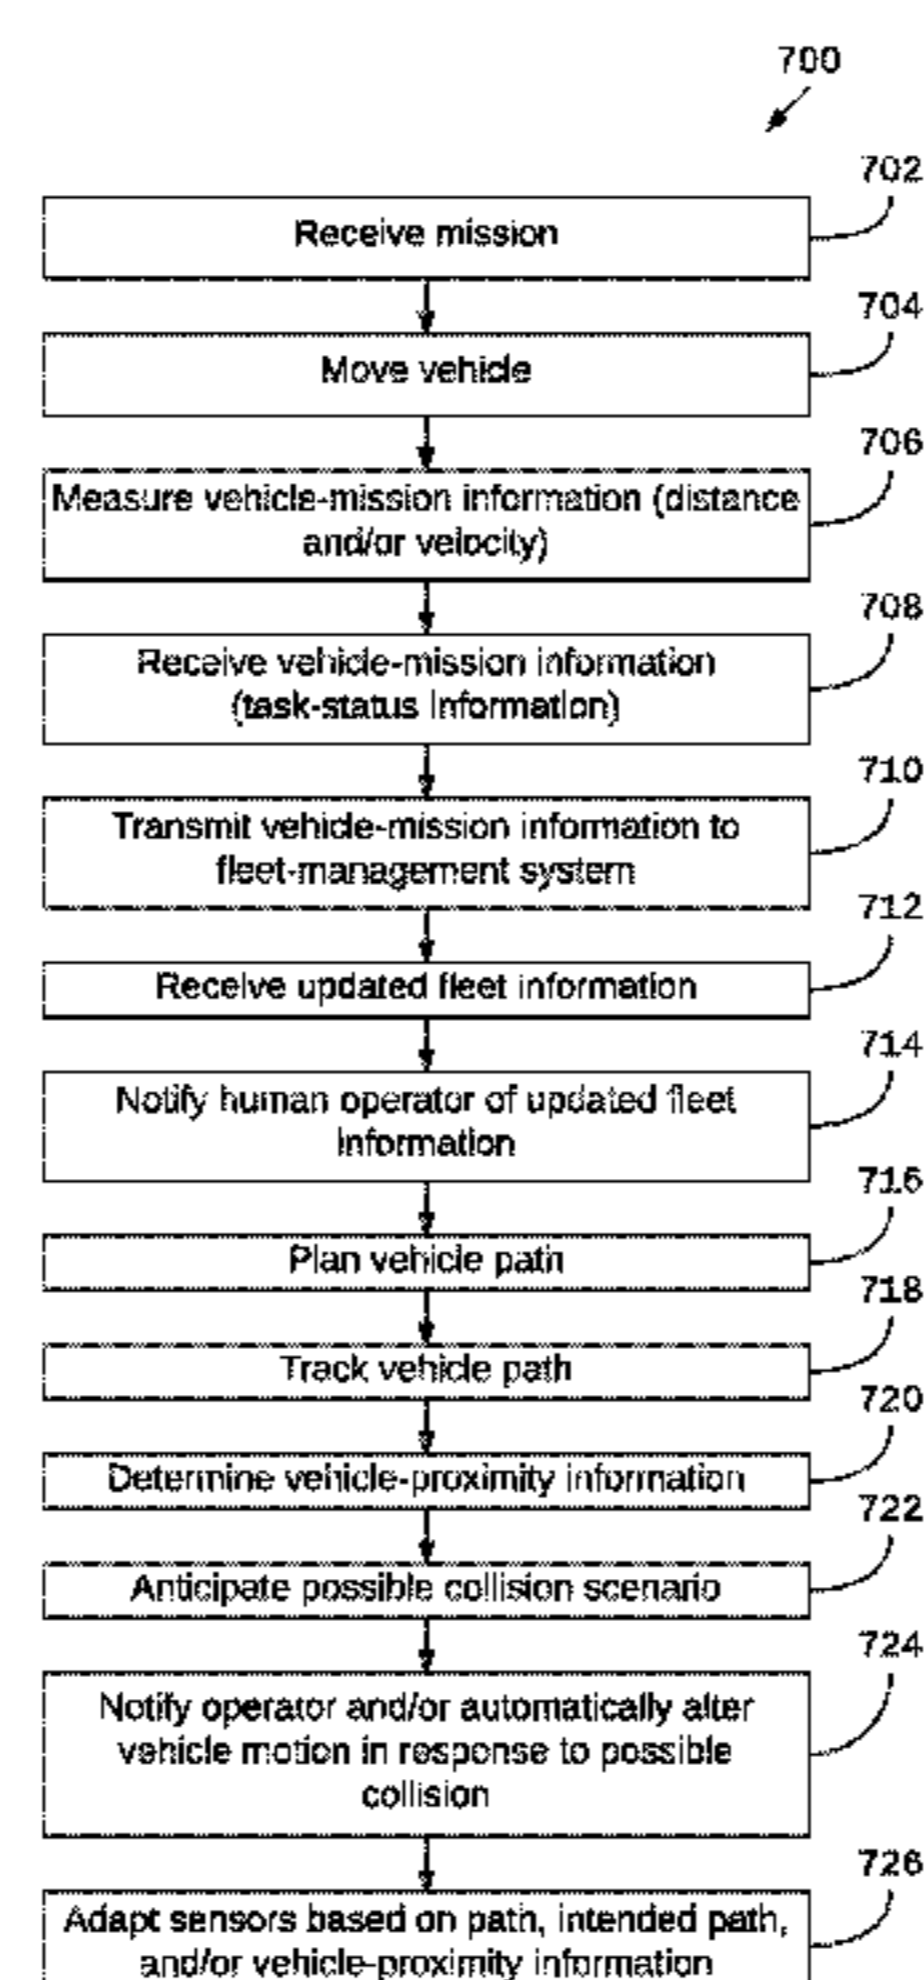 700
702
Receive mission
704
Move vehicle
706
Measure vehicle-mission information (distance
and/or velocity)
708
Receive vehicle-mission information
(task-status information)
710
Transmit vehicle-mission information to
fleet-management system
712
Receive updated fleet information
714
Notify human operator of updated fleet
information
716
Plan vehicle path
718
Track vehicle path
720
Determine vehicle-proximity information
722
Anticipate possible collision scenario
724
Notify operator and/or automatically alter
vehicle motion in response to possible
collision
726
Adapt sensors based on path, intended path,
and/or vehicle-proximity information